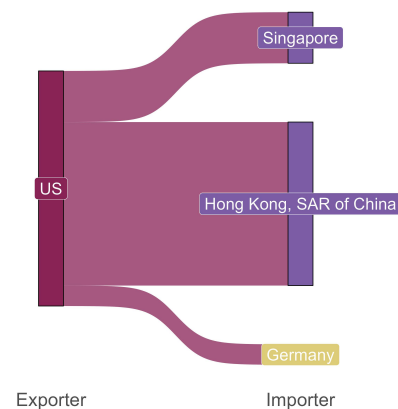 Singapore
US
Hong Kong, SAR of China
Germany
Exporter
Importer